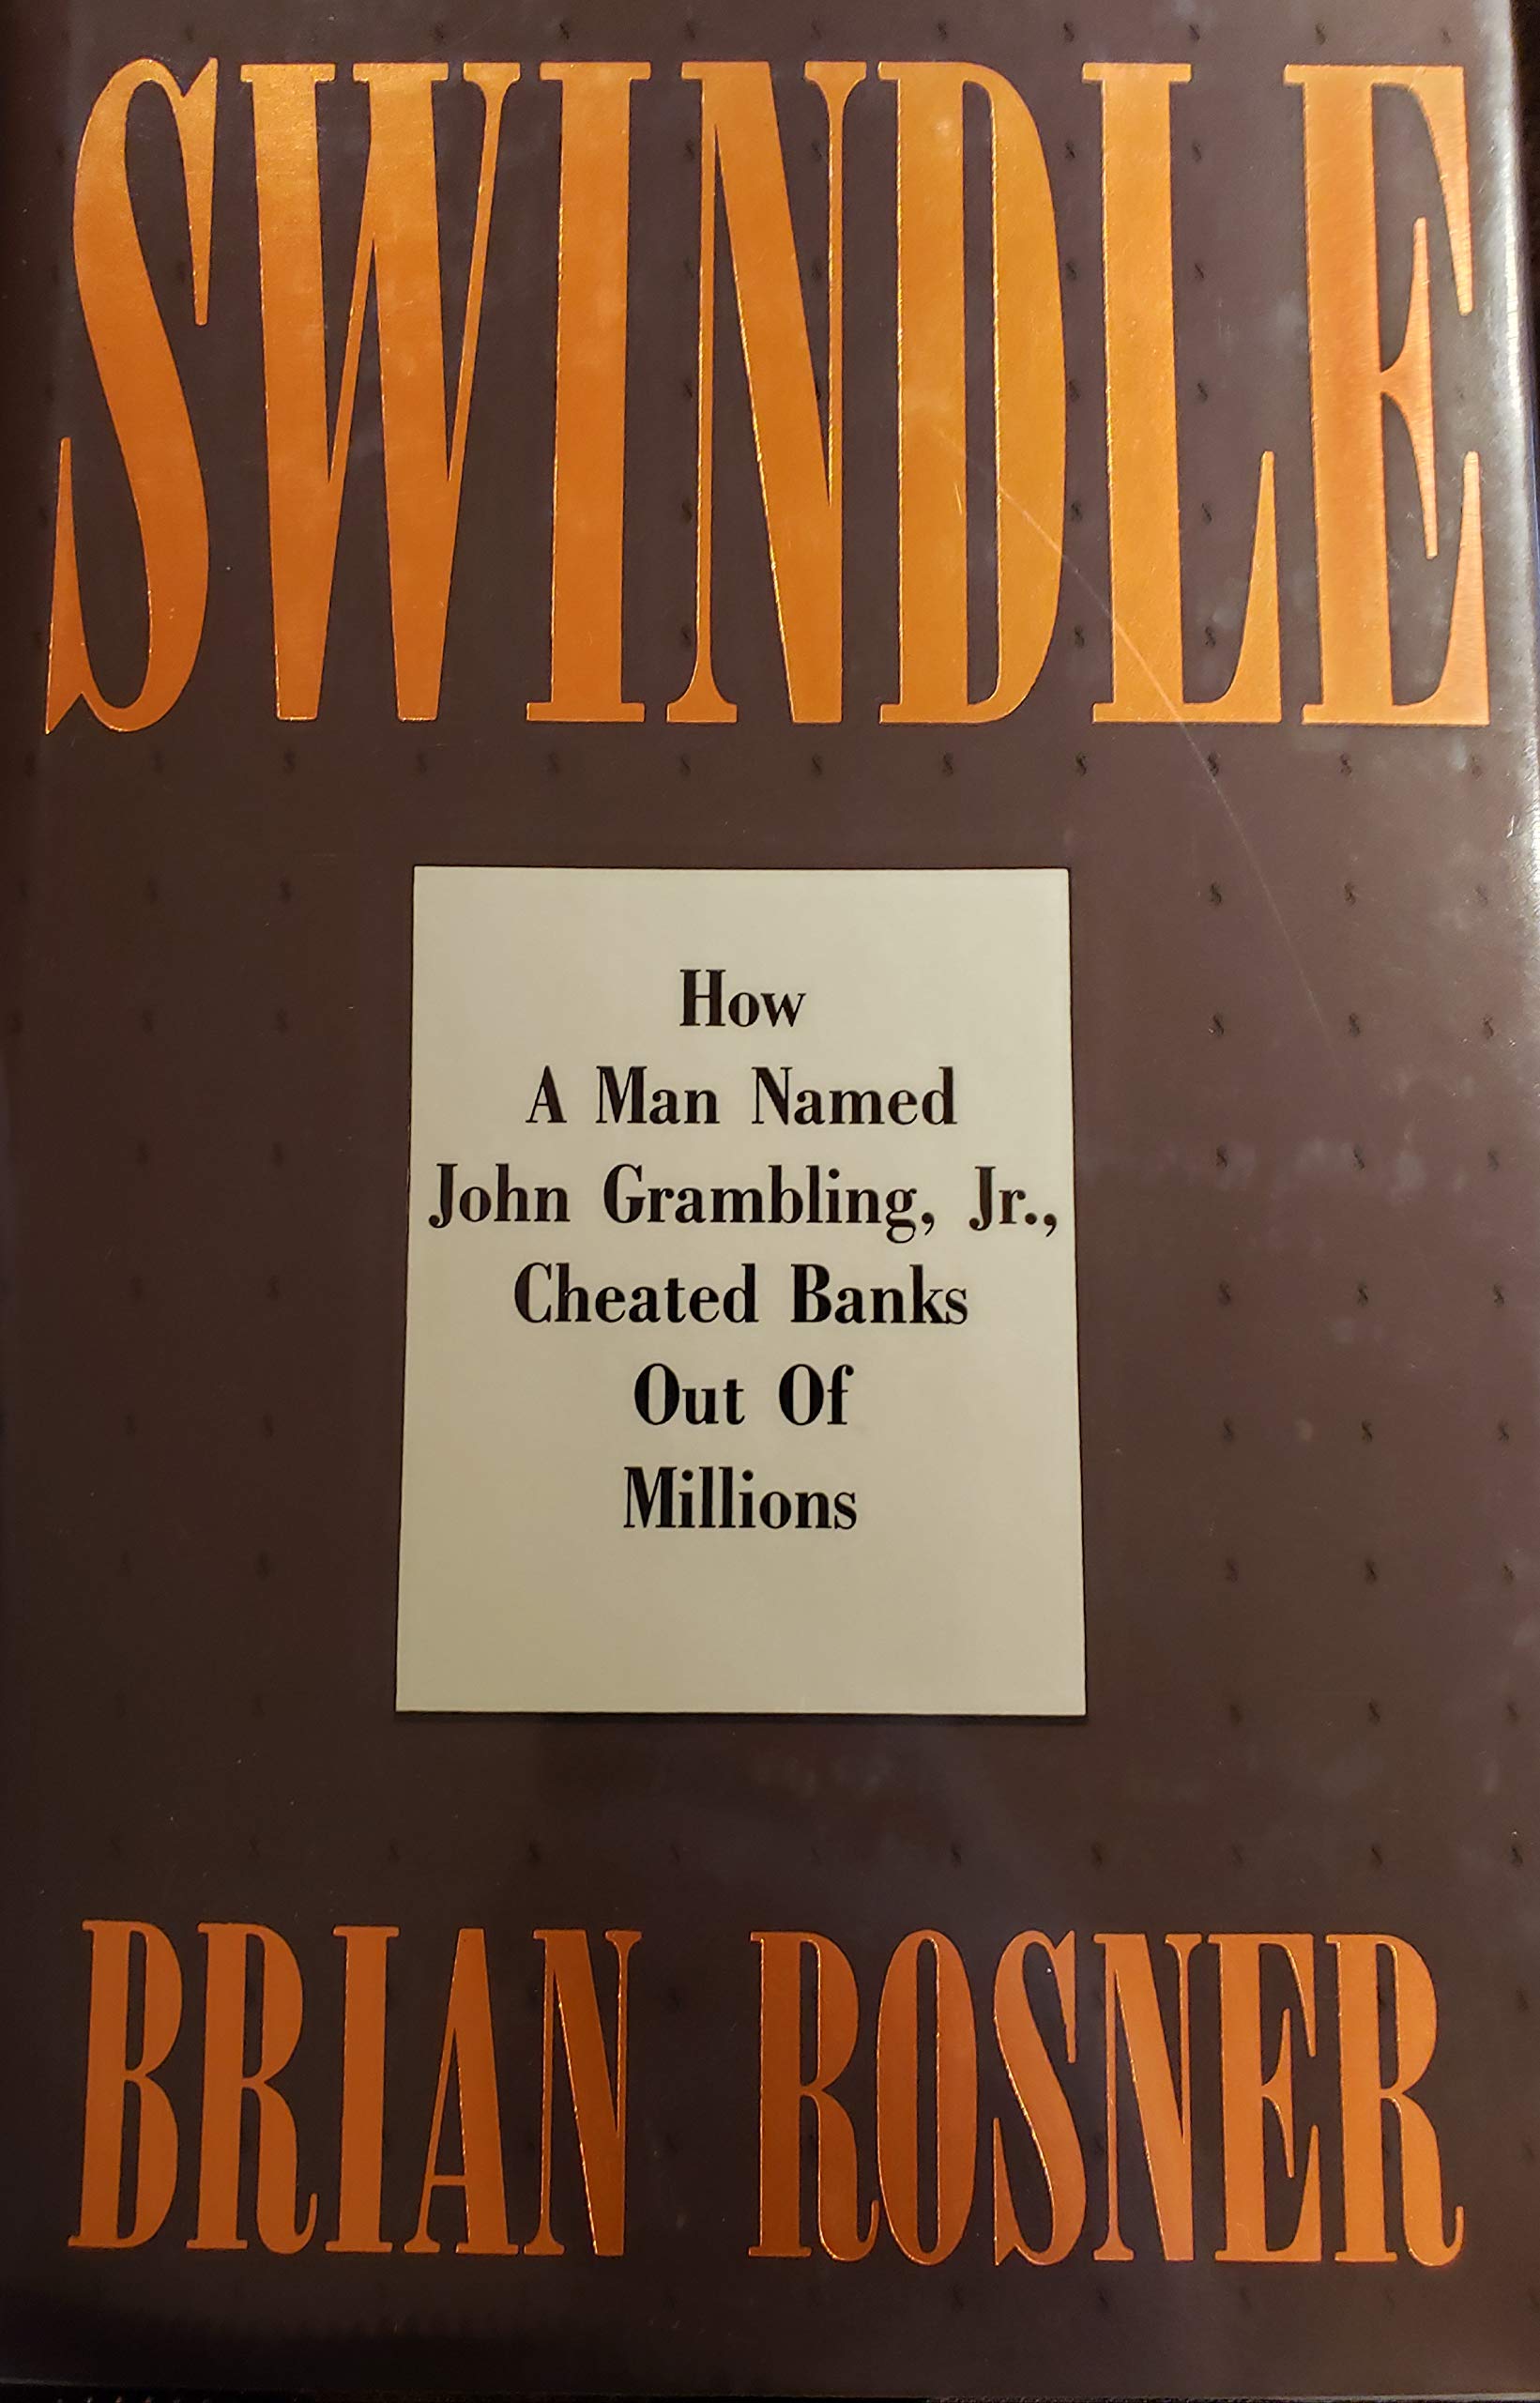 SWINDLE
How
A Man Named
John Grambling, Jr.,
Cheated Banks
Out Of
Millions
BRIAN ROSNER